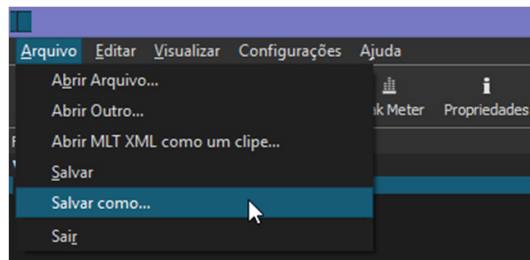 Arquivo Editar Visualizar Configurações Ajuda
Abrir Arquivo...
Abrir Outro...
k Meter Propriedades
Abrir MLT XML como um clipe...
Salvar
Salvar como...
Sair